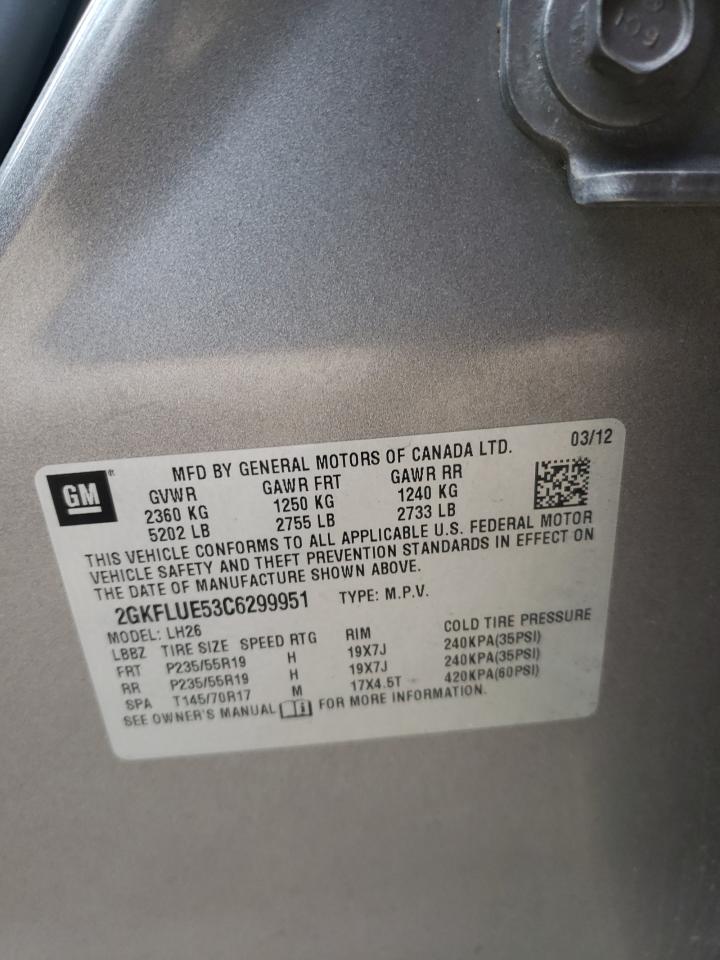 109
03/12
GM®
MFD BY GENERAL MOTORS OF CANADA LTD.
GVWR GAWR FRT GAWR RR
2360 KG 1250 KG 1240 KG
5202 LB 2755 LB 2733 LB
THIS VEHICLE CONFORMS TO ALL APPLICABLE U.S. FEDERAL MOTOR
VEHICLE SAFETY AND THEFT PREVENTION STANDARDS IN EFFECT ON
THE DATE OF MANUFACTURE SHOWN ABOVE.
2GKFLUE53C6299951 TYPE: M.P.V.
MODEL: LH26
LBBZ TIRE SIZE SPEED RTG RIM COLD TIRE PRESSURE
FRT P235/55R19 H 19X7J 240KPA(35PSI)
RR P235/55R19 H 19X7J 240KPA(35PSI)
SPA T145/70R17 M 17X4.5T 420KPA(60PSI)
SEE OWNER'S MANUAL FOR MORE INFORMATION.